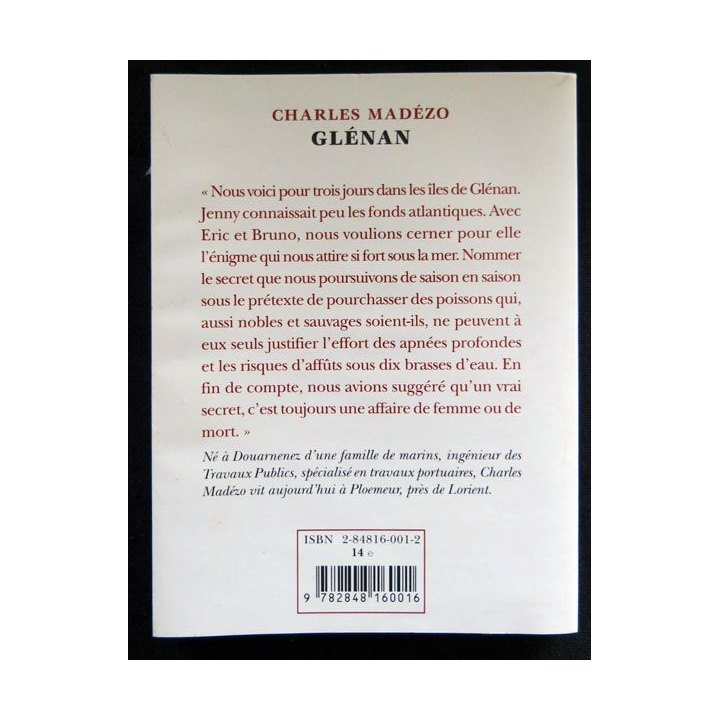 CHARLES MADÉZO
GLÉNAN
« Nous voici pour trois jours dans les îles de Glénan.
Jenny connaissait peu les fonds atlantiques. Avec
Eric et Bruno, nous voulions cerner pour elle
l'énigme qui nous attire si fort sous la mer. Nommer
le secret que nous poursuivons de saison en saison
sous le prétexte de pourchasser des poissons qui,
aussi nobles et sauvages soient-ils, ne peuvent à
eux seuls justifier l'effort des apnées profondes
et les risques d'affûts sous dix brasses d'eau. En
fin de compte, nous avions suggéré qu'un vrai
secret, c'est toujours une affaire de femme ou de
mort. »
Né à Douarnenez d'une famille de marins, ingénieur des
Travaux Publics, spécialisé en travaux portuaires, Charles
Madézo vit aujourd'hui à Ploemeur, près de Lorient.
ISBN 2-84816-001-2
14 e
9 782848 160016